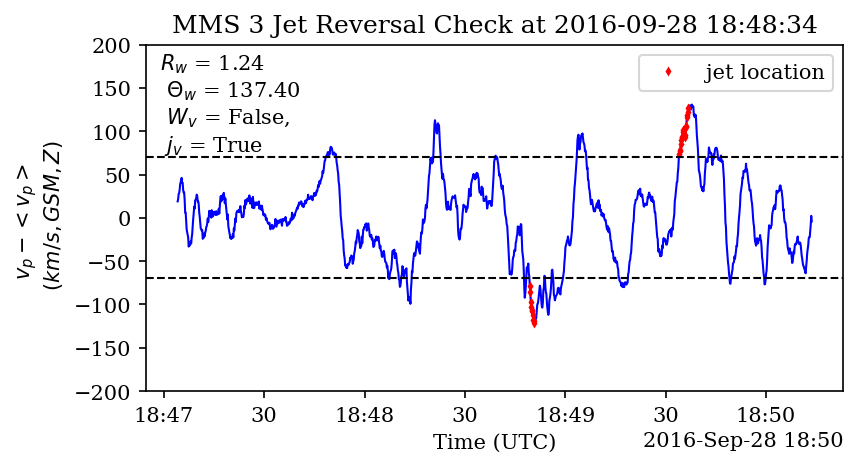 MMS 3 Jet Reversal Check at 2016-09-28 18:48:34
R_w = 1.24
Θ_w = 137.40
W_v = False,
j_v = True
jet location
200
150
100
50
0
−50
−100
−150
−200
v_p − < v_p >
(km/s, GSM, Z)
18:47
30
18:48
30
18:49
30
18:50
Time (UTC)
2016-Sep-28 18:50